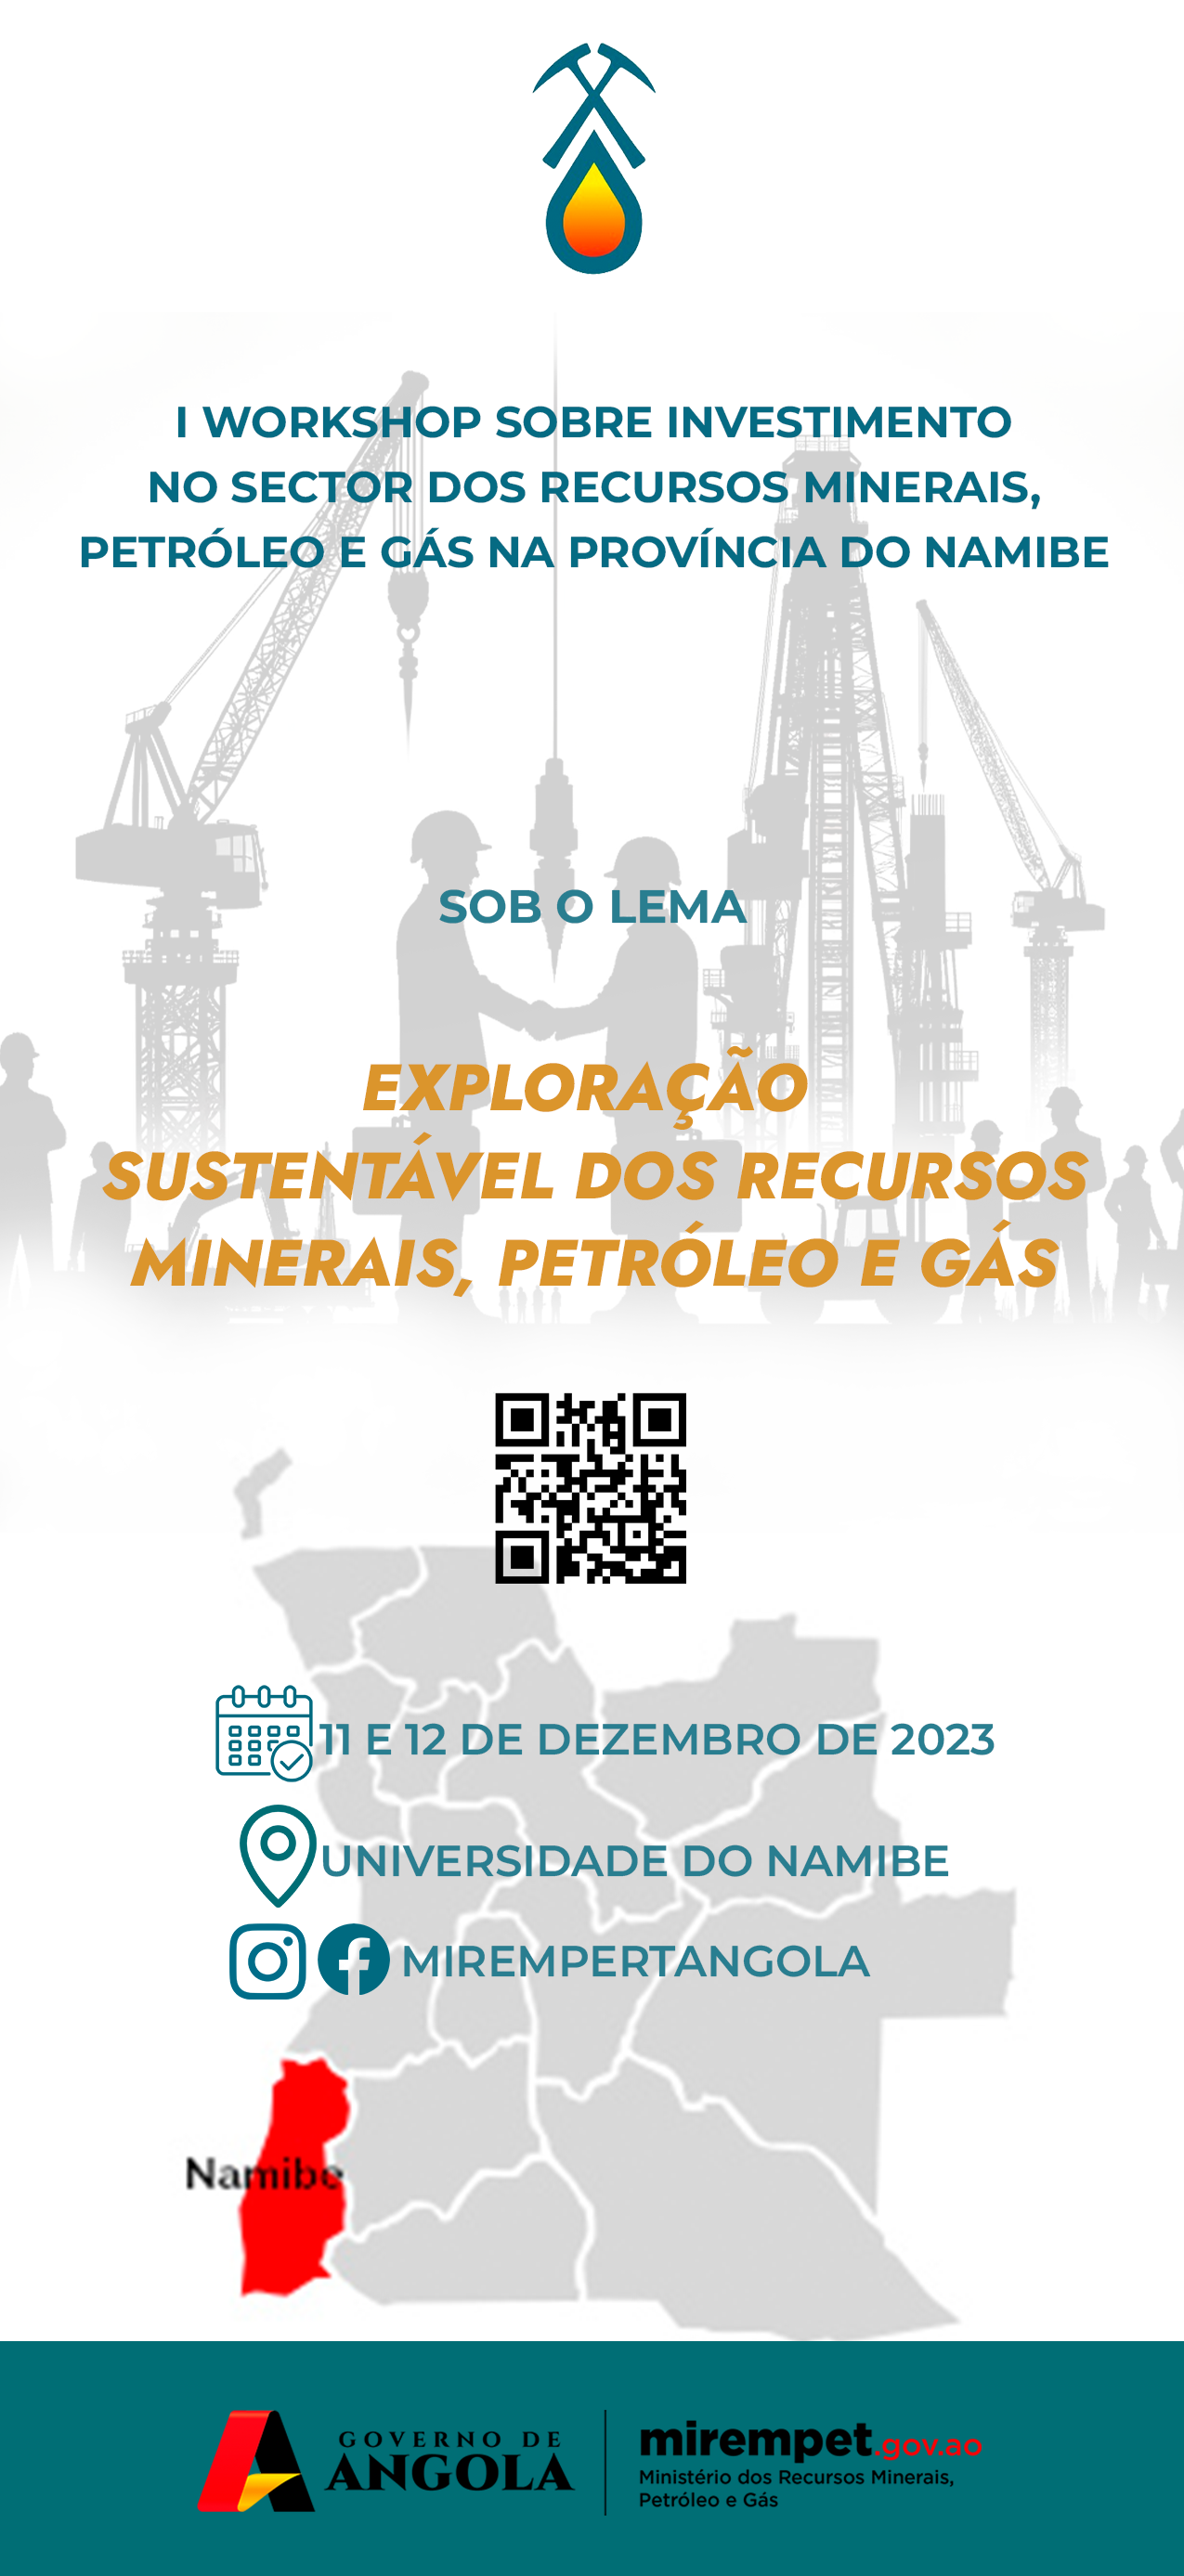 I WORKSHOP SOBRE INVESTIMENTO
NO SECTOR DOS RECURSOS MINERAIS,
PETRÓLEO E GÁS NA PROVÍNCIA DO NAMIBE
SOB O LEMA
EXPLORAÇÃO
SUSTENTÁVEL DOS RECURSOS
MINERAIS, PETRÓLEO E GÁS
11 E 12 DE DEZEMBRO DE 2023
UNIVERSIDADE DO NAMIBE
MIREMPERTANGOLA
Namibe
GOVERNO DE
ANGOLA
mirempet.gov.ao
Ministério dos Recursos Minerais,
Petróleo e Gás